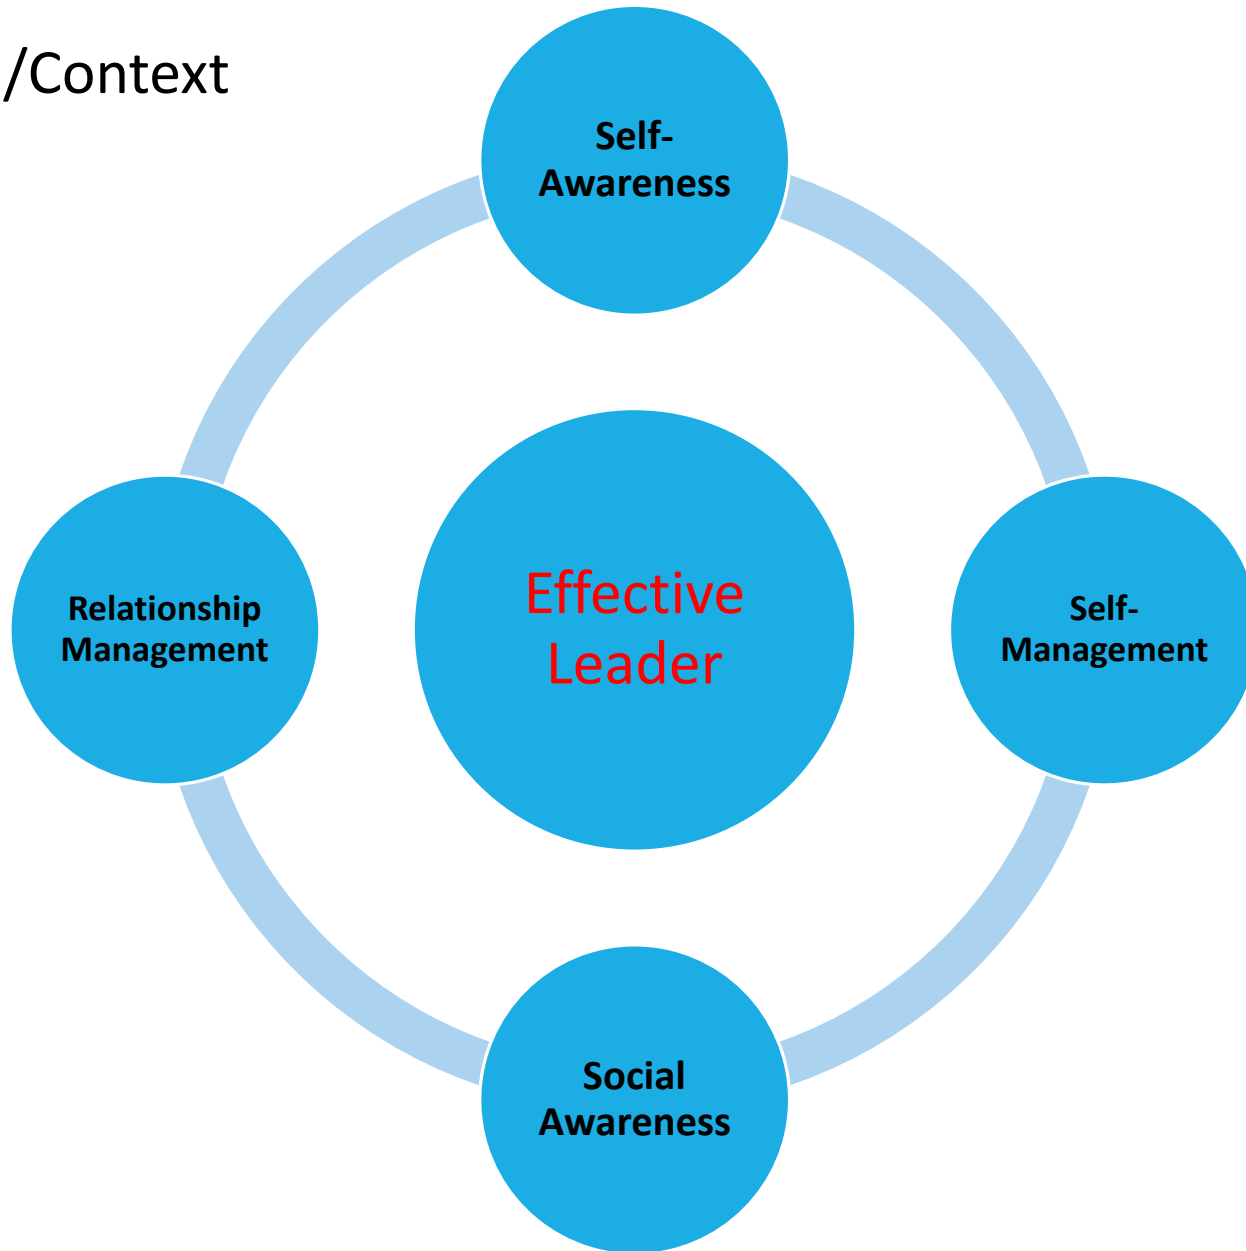 /Context
Self-
Awareness
Relationship
Management
Effective
Leader
Self-
Management
Social
Awareness